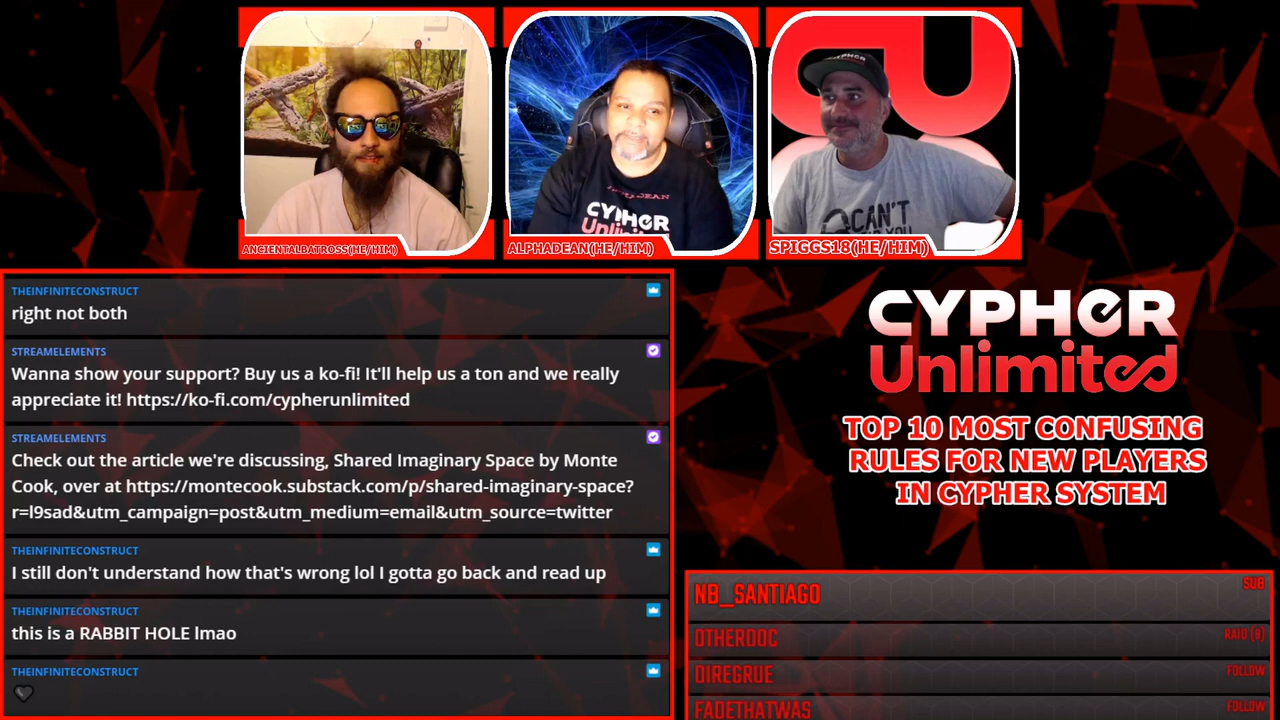 ANCIENTALBATROSS(HE/HIM)
ALPHADEAN(HE/HIM)
SPIGGS18(HE/HIM)
CYPHER
Unlimited
CAN'T
THEINFINITECONSTRUCT
right not both
STREAMELEMENTS
Wanna show your support? Buy us a ko-fi! It'll help us a ton and we really
appreciate it! https://ko-fi.com/cypherunlimited
STREAMELEMENTS
Check out the article we're discussing, Shared Imaginary Space by Monte
Cook, over at https://montecook.substack.com/p/shared-imaginary-space?
r=l9sad&utm_campaign=post&utm_medium=email&utm_source=twitter
THEINFINITECONSTRUCT
I still don't understand how that's wrong lol I gotta go back and read up
THEINFINITECONSTRUCT
this is a RABBIT HOLE lmao
THEINFINITECONSTRUCT
CYPHER
Unlimited
TOP 10 MOST CONFUSING
RULES FOR NEW PLAYERS
IN CYPHER SYSTEM
NB_SANTIAGO SUB
OTHERDOC RAID (8)
DIREGRUE FOLLOW
FADETHATWAS FOLLOW